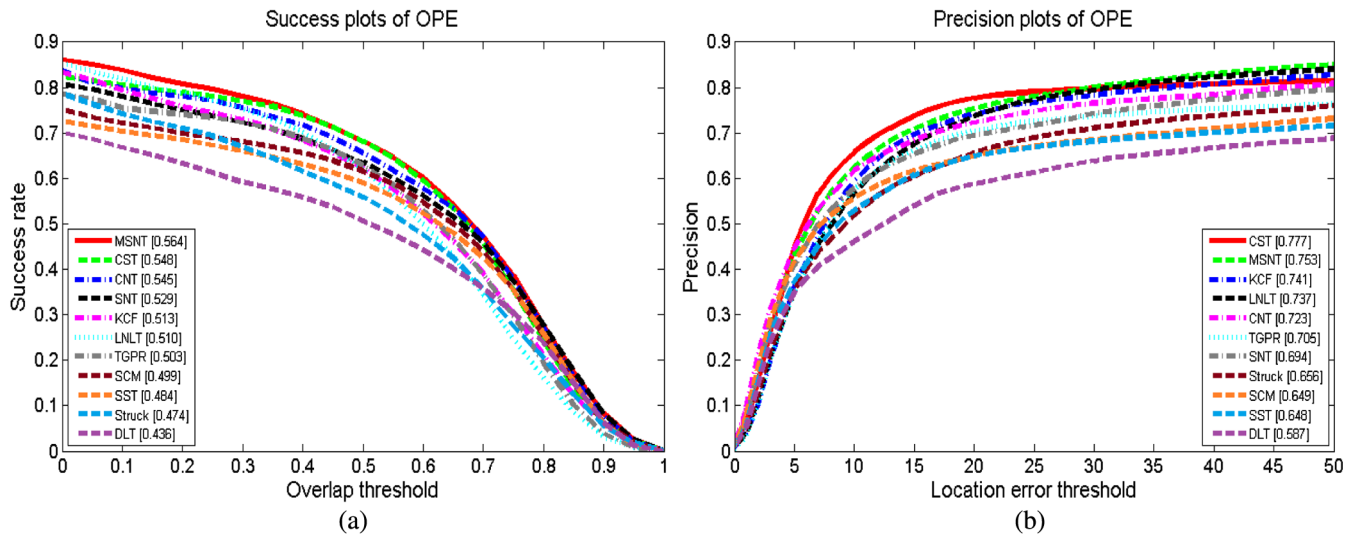 Success plots of OPE
0.9
0.8
0.7
0.6
0.5
0.4
0.3
0.2
0.1
0
Success rate
MSNT [0.564]
CST [0.548]
CNT [0.545]
SNT [0.529]
KCF [0.513]
LNLT [0.510]
TGPR [0.503]
SCM [0.499]
SST [0.484]
Struck [0.474]
DLT [0.436]
0 0.1 0.2 0.3 0.4 0.5 0.6 0.7 0.8 0.9 1
Overlap threshold
(a)
Precision plots of OPE
0.9
0.8
0.7
0.6
0.5
0.4
0.3
0.2
0.1
0
Precision
CST [0.777]
MSNT [0.753]
KCF [0.741]
LNLT [0.737]
CNT [0.723]
TGPR [0.705]
SNT [0.694]
Struck [0.656]
SCM [0.649]
SST [0.648]
DLT [0.587]
0 5 10 15 20 25 30 35 40 45 50
Location error threshold
(b)